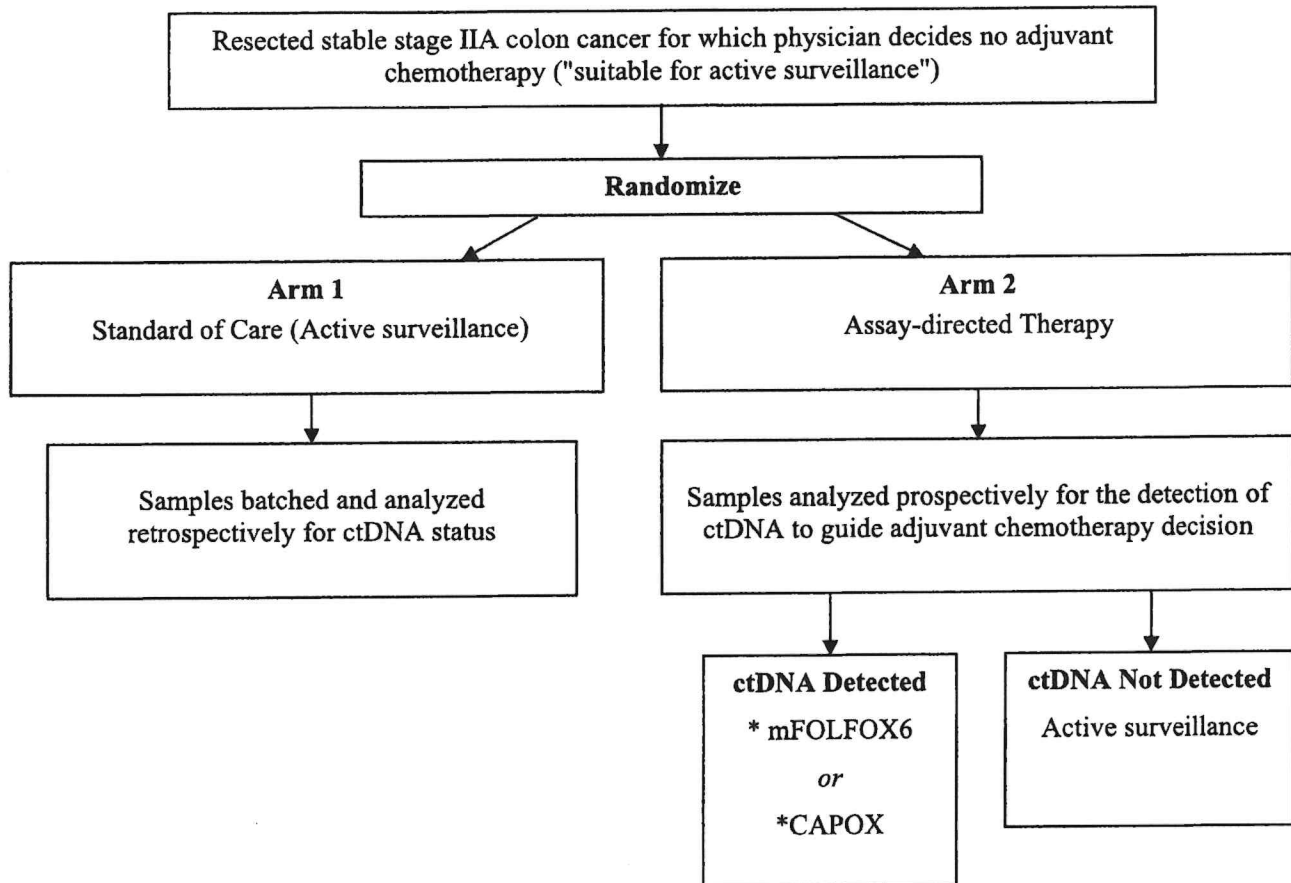 Resected stable stage IIA colon cancer for which physician decides no adjuvant
chemotherapy ("suitable for active surveillance")
Randomize
Arm 1
Standard of Care (Active surveillance)
Arm 2
Assay-directed Therapy
Samples batched and analyzed
retrospectively for ctDNA status
Samples analyzed prospectively for the detection of
ctDNA to guide adjuvant chemotherapy decision
ctDNA Detected
* mFOLFOX6
or
*CAPOX
ctDNA Not Detected
Active surveillance